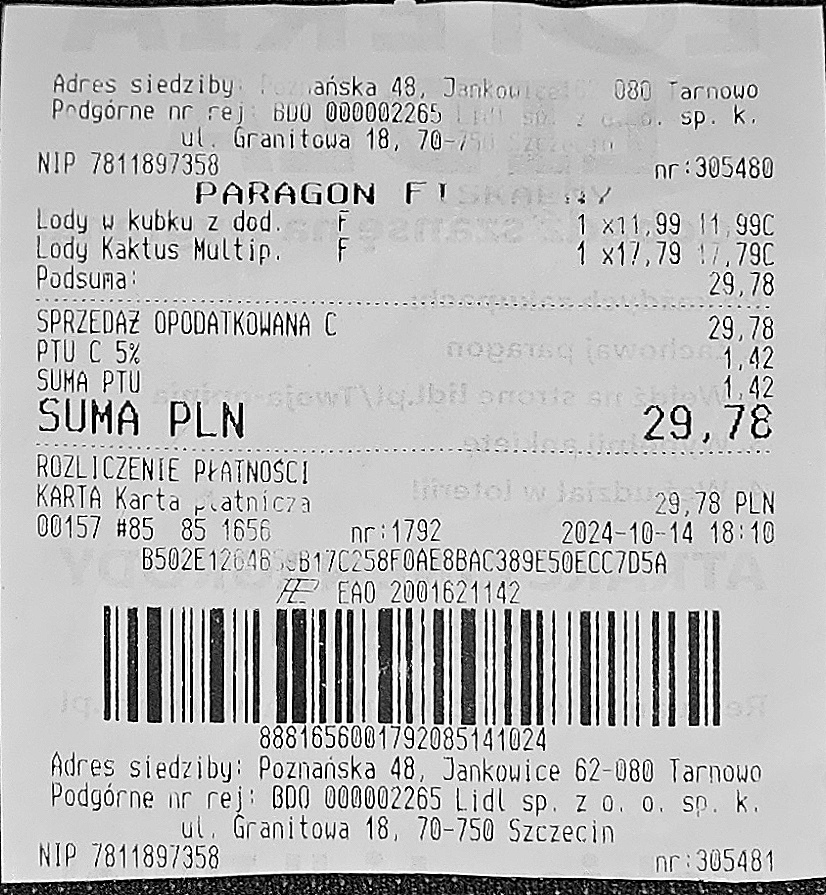 Adres siedziby: Poznańska 48, Jankowice 080 Tarnowo
Podgórne nr rej: BDO 000002265 Lidl sp. z o. o. sp. k.
ul. Granitowa 18, 70-750 Szczecin
NIP 7811897358 nr:305480
PARAGON
Lody w kubku z dod. F 1 x11,99 11,99C
Lody Kaktus Multip. F 1 x17,79 17,79C
Podsuma: 29,78
SPRZEDAŻ OPODATKOWANA C 29,78
PTU C 5% 1,42
SUMA PTU 1,42
SUMA PLN 29,78
ROZLICZENIE PŁATNOŚCI
KARTA Karta płatnicza 29,78 PLN
00157 #85 85 1656 nr:1792 2024-10-14 18:10
EAO 2001621142
8881656001792085141024
Adres siedziby: Poznańska 48, Jankowice 62-080 Tarnowo
Podgórne nr rej: BDO 000002265 Lidl sp. z o. o. sp. k.
ul. Granitowa 18, 70-750 Szczecin
NIP 7811897358 nr:305481